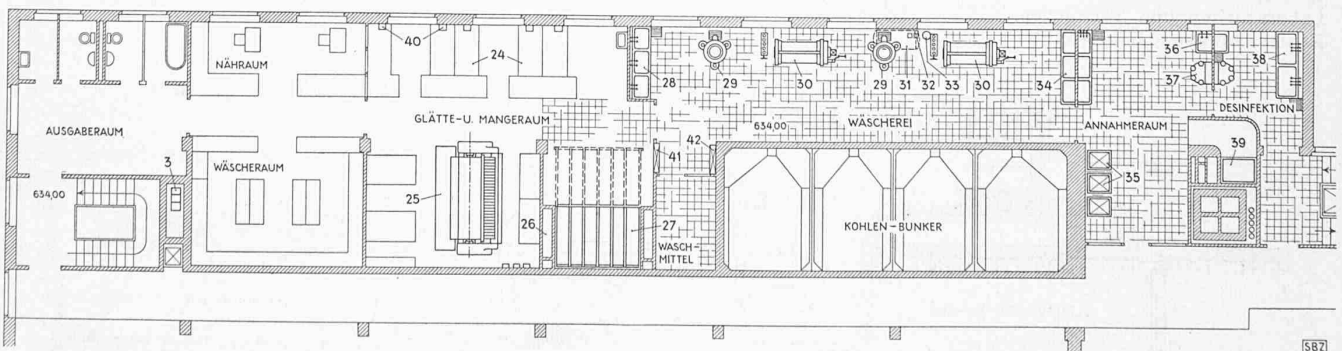 NÄHRAUM
40
24
28
29
30
29
31
32
33
30
34
36
37
38
AUSGABERAUM
GLÄTTE-U. MANGERAUM
634,00
WÄSCHEREI
ANNAHMERAUM
DESINFEKTION
3
WÄSCHERAUM
41
42
39
634,00
25
26
27
35
KOHLEN-BUNKER
WASCH-
MITTEL
SBZ